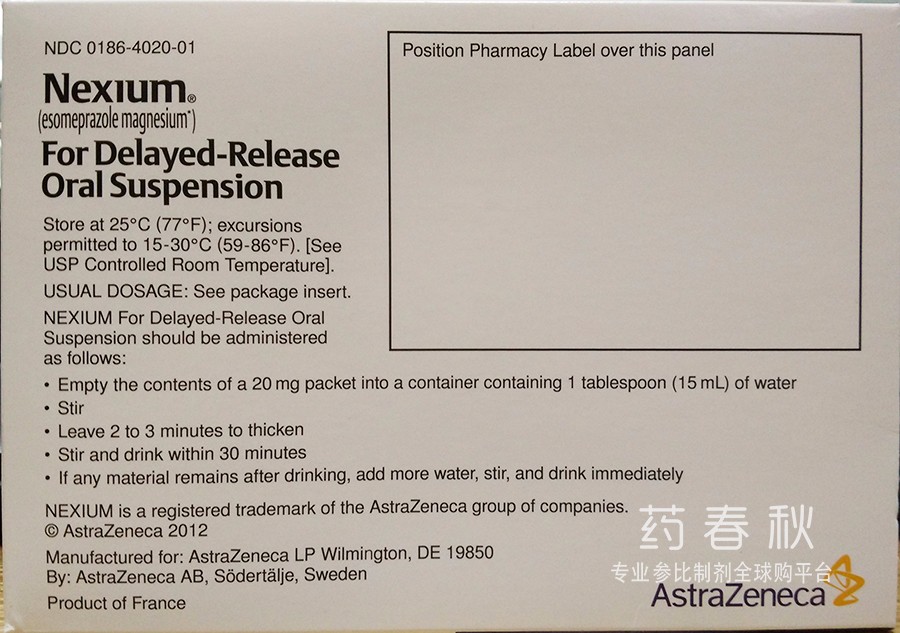 NDC 0186-4020-01
Position Pharmacy Label over this panel
Nexium®
(esomeprazole magnesium*)
For Delayed-Release
Oral Suspension
Store at 25°C (77°F); excursions
permitted to 15-30°C (59-86°F). [See
USP Controlled Room Temperature].
USUAL DOSAGE: See package insert.
NEXIUM For Delayed-Release Oral
Suspension should be administered
as follows:
• Empty the contents of a 20 mg packet into a container containing 1 tablespoon (15 mL) of water
• Stir
• Leave 2 to 3 minutes to thicken
• Stir and drink within 30 minutes
• If any material remains after drinking, add more water, stir, and drink immediately
NEXIUM is a registered trademark of the AstraZeneca group of companies.
© AstraZeneca 2012
Manufactured for: AstraZeneca LP Wilmington, DE 19850
By: AstraZeneca AB, Södertälje, Sweden
Product of France
药春秋
专业参比制剂全球购平台
AstraZeneca